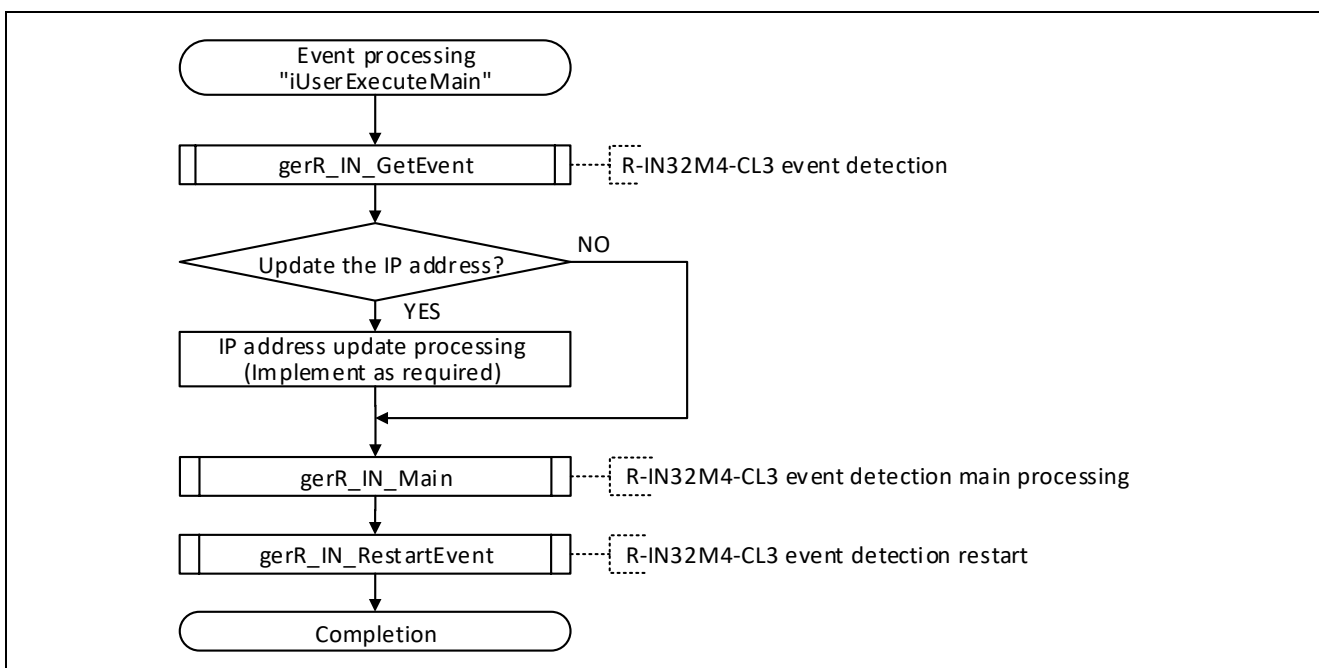 Event processing
"iUserExecuteMain"
gerR_IN_GetEvent
R-IN32M4-CL3 event detection
NO
Update the IP address?
YES
IP address update processing
(Implement as required)
gerR_IN_Main
R-IN32M4-CL3 event detection main processing
gerR_IN_RestartEvent
R-IN32M4-CL3 event detection restart
Completion